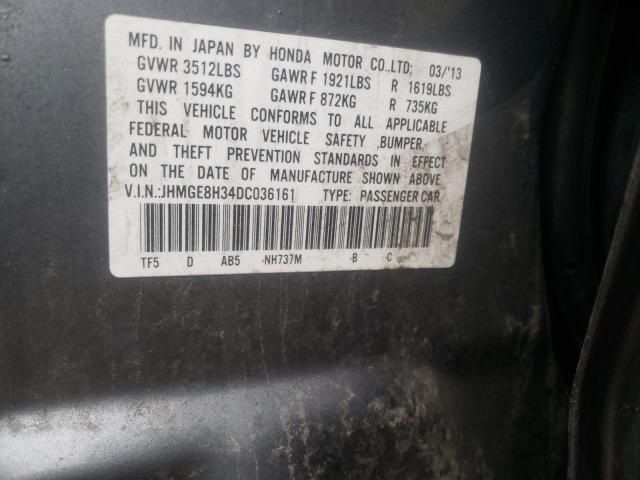 MFD. IN JAPAN BY HONDA MOTOR CO.,LTD; 03/'13
GVWR 3512LBS GAWR F 1921LBS R 1619LBS
GVWR 1594KG GAWR F 872KG R 735KG
THIS VEHICLE CONFORMS TO ALL APPLICABLE
FEDERAL MOTOR VEHICLE SAFETY ,BUMPER,
AND THEFT PREVENTION STANDARDS IN EFFECT
ON THE DATE OF MANUFACTURE SHOWN ABOVE.
V.I.N.:JHMGE8H34DC036161 TYPE: PASSENGER CAR
TF5 D AB5 -NH737M -B C